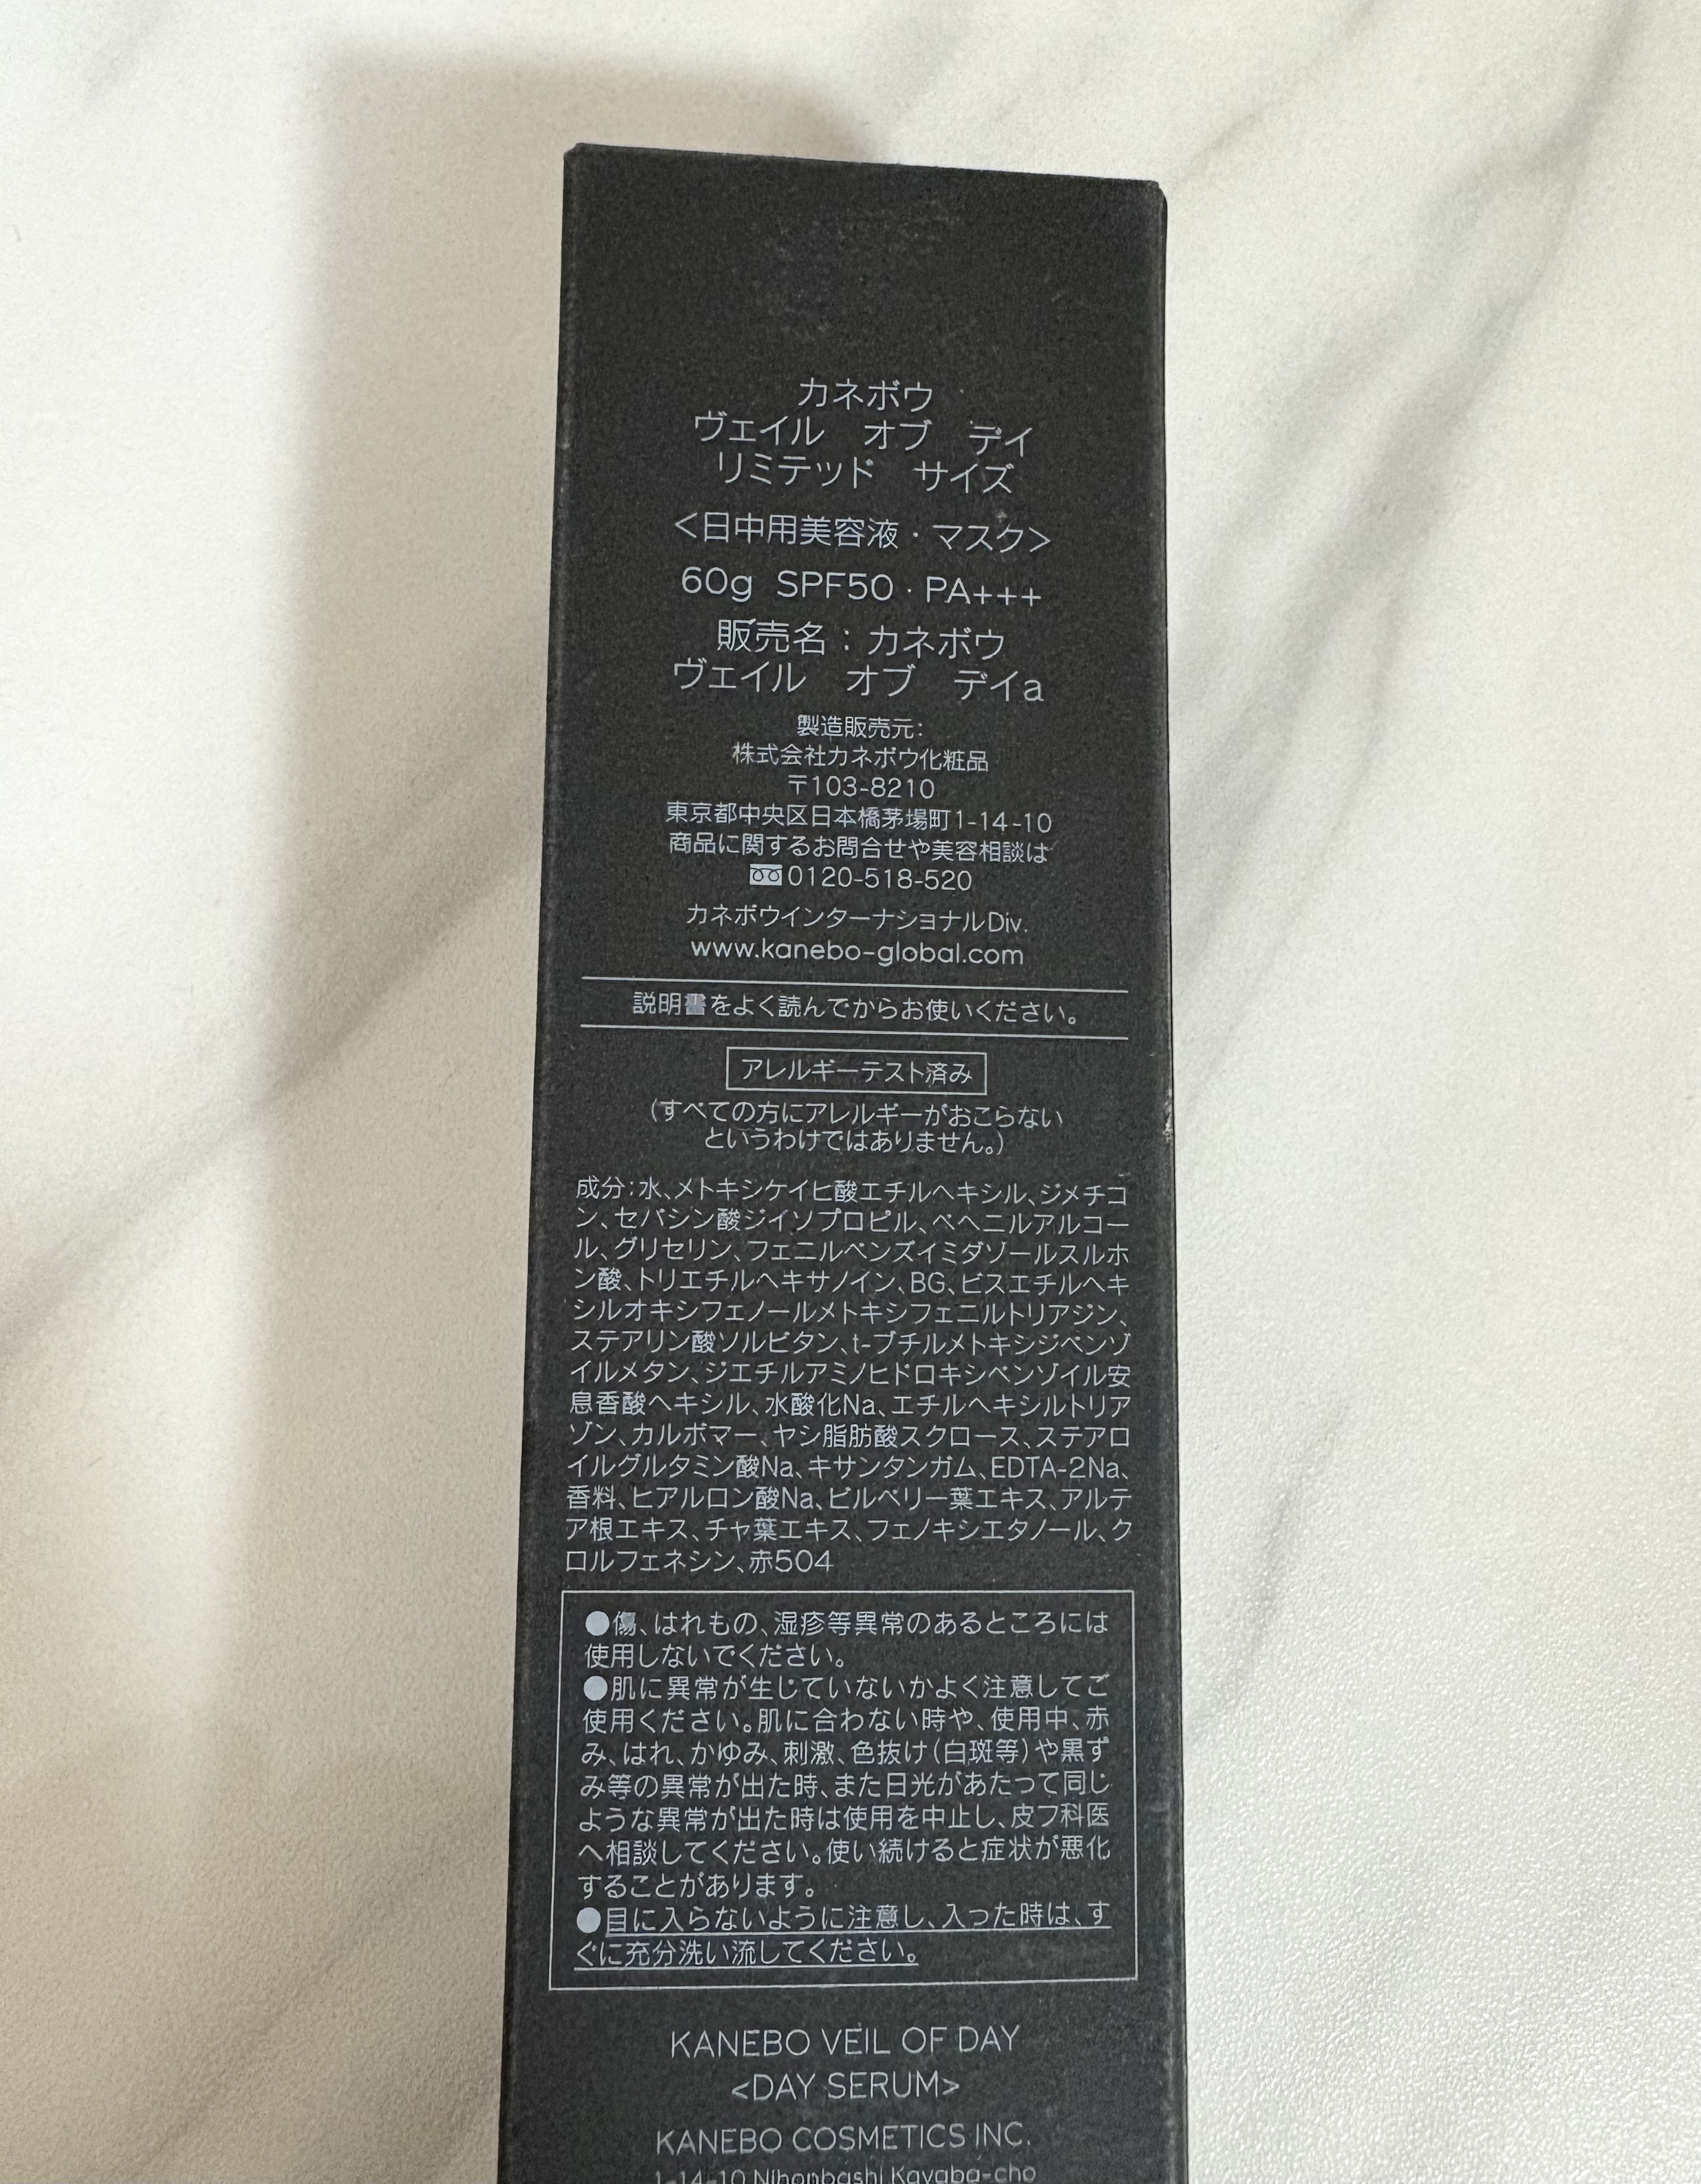 カネボウ
ヴェイル オブ デイ
リミテッド サイズ
<日中用美容液・マスク>
60g SPF50・PA+++
販売名：カネボウ
ヴェイル オブ デイa
製造販売元：
株式会社カネボウ化粧品
〒103-8210
東京都中央区日本橋茅場町1-14-10
商品に関するお問合せや美容相談は
0120-518-520
カネボウインターナショナルDiv.
www.kanebo-global.com
説明書をよく読んでからお使いください。
アレルギーテスト済み
(すべての方にアレルギーがおこらない
というわけではありません。)
成分：水、メトキシケイヒ酸エチルヘキシル、ジメチコ
ン、セバシン酸ジイソプロピル、ベヘニルアルコー
ル、グリセリン、フェニルベンズイミダゾールスルホ
ン酸、トリエチルヘキサノイン、BG、ビスエチルヘキ
シルオキシフェノールメトキシフェニルトリアジン、
ステアリン酸ソルビタン、t-ブチルメトキシジベンゾ
イルメタン、ジエチルアミノヒドロキシベンゾイル安
息香酸ヘキシル、水酸化Na、エチルヘキシルトリア
ゾン、カルボマー、ヤシ脂肪酸スクロース、ステアロ
イルグルタミン酸Na、キサンタンガム、EDTA-2Na、
香料、ヒアルロン酸Na、ビルベリー葉エキス、アルテ
ア根エキス、チャ葉エキス、フェノキシエタノール、ク
ロルフェネシン、赤504
●傷、はれもの、湿疹等異常のあるところには
使用しないでください。
●肌に異常が生じていないかよく注意してご
使用ください。肌に合わない時や、使用中、赤
み、はれ、かゆみ、刺激、色抜け(白斑等)や黒ず
み等の異常が出た時、また日光があたって同じ
ような異常が出た時は使用を中止し、皮フ科医
へ相談してください。使い続けると症状が悪化
することがあります。
●目に入らないように注意し、入った時は、す
ぐに充分洗い流してください。
KANEBO VEIL OF DAY
<DAY SERUM>
KANEBO COSMETICS INC.
1-14-10 Nihonbashi Kayaba-cho